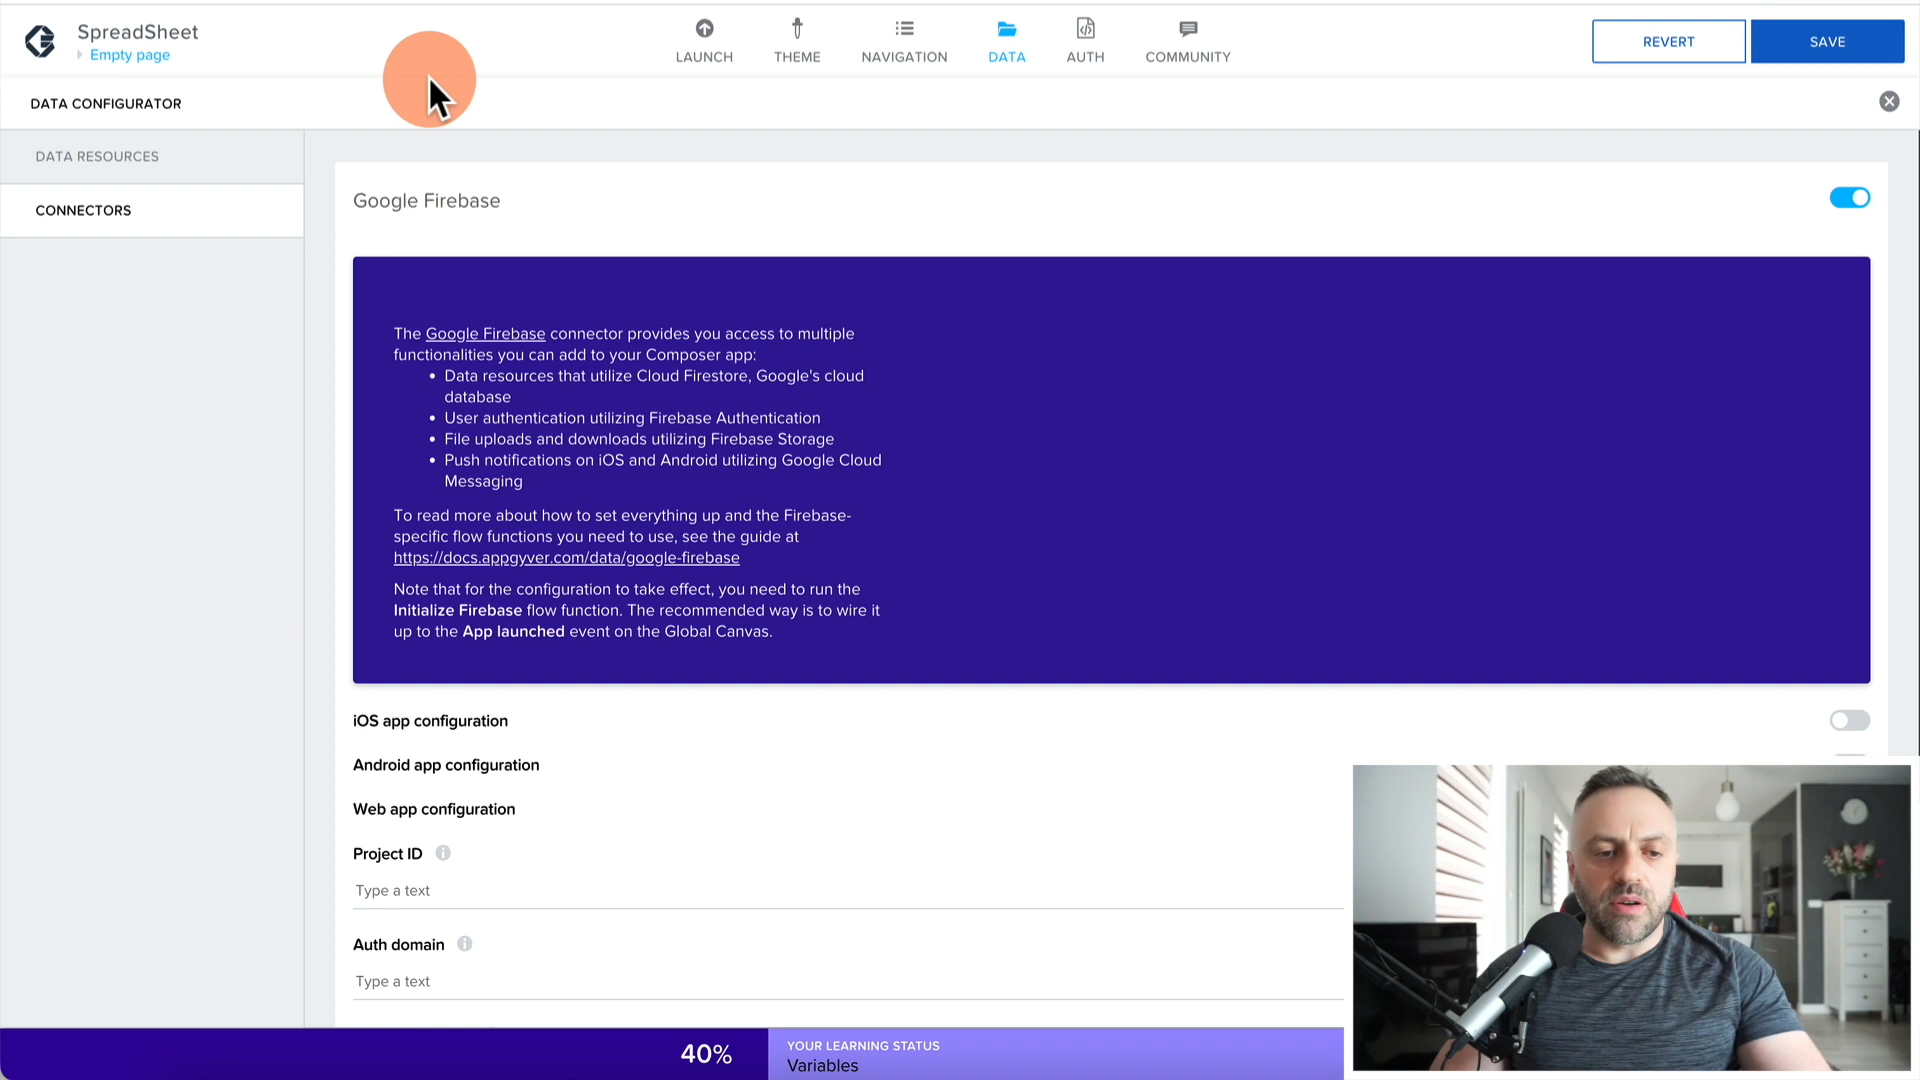 SpreadSheet
Empty page
LAUNCH
THEME
NAVIGATION
DATA
AUTH
COMMUNITY
REVERT
SAVE
DATA CONFIGURATOR
DATA RESOURCES
CONNECTORS
Google Firebase
The Google Firebase connector provides you access to multiple
functionalities you can add to your Composer app:
• Data resources that utilize Cloud Firestore, Google's cloud
database
• User authentication utilizing Firebase Authentication
• File uploads and downloads utilizing Firebase Storage
• Push notifications on iOS and Android utilizing Google Cloud
Messaging
To read more about how to set everything up and the Firebase-
specific flow functions you need to use, see the guide at
https://docs.appgyver.com/data/google-firebase
Note that for the configuration to take effect, you need to run the
Initialize Firebase flow function. The recommended way is to wire it
up to the App launched event on the Global Canvas.
iOS app configuration
Android app configuration
Web app configuration
Project ID
Type a text
Auth domain
Type a text
40%
YOUR LEARNING STATUS
Variables